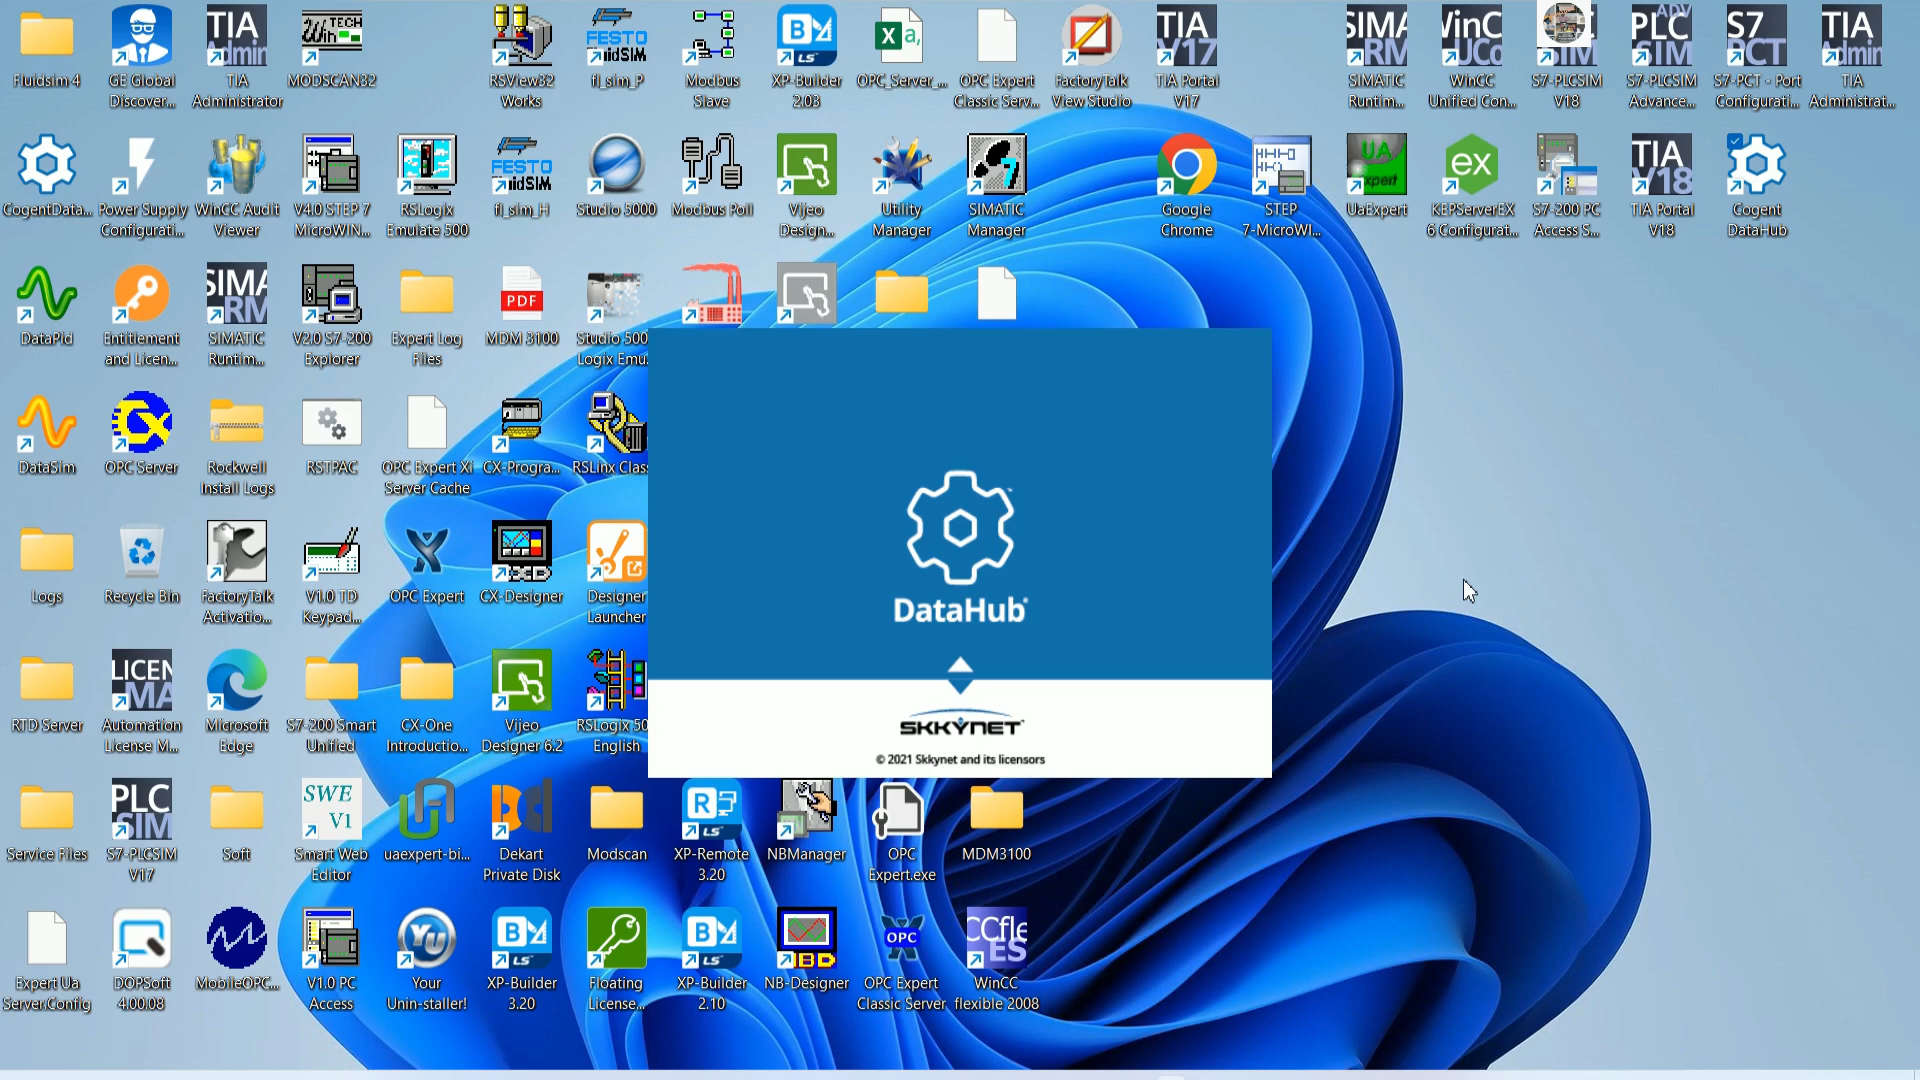 Fluidsim 4
GE Global
Discover...
TIA
Administrator
MODSCAN32
RSView32
Works
fl_sim_P
Modbus
Slave
XP-Builder
2.03
OPC_Server_...
OPC Expert
Classic Serv...
FactoryTalk
View Studio
TIA Portal
V17
SIMATIC
Runtim...
WinCC
Unified Con...
S7-PLCSIM
V18
S7-PLCSIM
Advance...
S7-PCT - Port
Configurati...
TIA
Administrat...
CogentData...
Power Supply
Configurati...
WinCC Audit
Viewer
V4.0 STEP 7
MicroWIN...
RSLogix
Emulate 500
fl_sim_H
Studio 5000
Modbus Poll
Vijeo
Design...
Utility
Manager
SIMATIC
Manager
Google
Chrome
STEP
7-MicroWI...
UaExpert
KEPServerEX
6 Configurat...
S7-200 PC
Access S...
TIA Portal
V18
Cogent
DataHub
DataPid
Entitlement
and Licen...
SIMATIC
Runtim...
V2.0 S7-200
Explorer
Expert Log
Files
MDM 3100
Studio 500
Logix Emu.
DataSim
OPC Server
Rockwell
Install Logs
RSTPAC
OPC Expert Xi
Server Cache
CX-Progra...
RSLinx Clas
Logs
Recycle Bin
FactoryTalk
Activatio...
V1.0 TD
Keypad...
OPC Expert
CX-Designer
Designer
Launcher
DataHub
RTD Server
Automation
License M...
Microsoft
Edge
S7-200 Smart
Unified
CX-One
Introductio...
Vijeo
Designer 6.2
RSLogix 50
English
SKKYNET
© 2021 Skkynet and its licensors
Service Files
S7-PLCSIM
V17
Soft
Smart Web
Editor
uaexpert-bi...
Dekart
Private Disk
Modscan
XP-Remote
3.20
NBManager
OPC
Expert.exe
MDM3100
Expert Ua
Server.Config
DOPSoft
4.00.08
MobileOPC...
V1.0 PC
Access
Your
Unin-staller!
XP-Builder
3.20
Floating
License...
XP-Builder
2.10
NB-Designer
OPC Expert
Classic Server
WinCC
flexible 2008